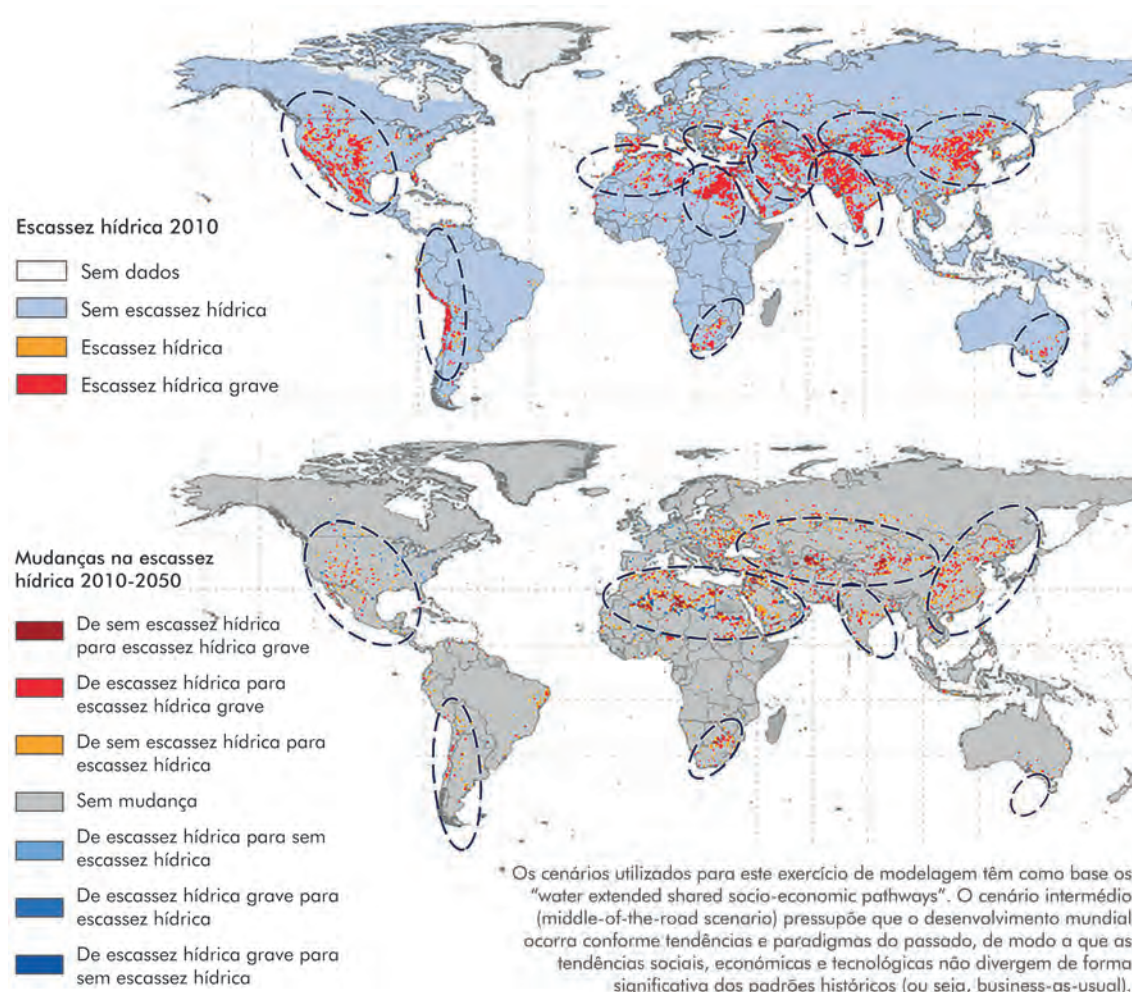 Escassez hídrica 2010
Sem dados
Sem escassez hídrica
Escassez hídrica
Escassez hídrica grave
Mudanças na escassez
hídrica 2010-2050
De sem escassez hídrica
para escassez hídrica grave
De escassez hídrica para
escassez hídrica grave
De sem escassez hídrica para
escassez hídrica
Sem mudança
De escassez hídrica para sem
escassez hídrica
De escassez hídrica grave para
escassez hídrica
De escassez hídrica grave para
sem escassez hídrica
* Os cenários utilizados para este exercício de modelagem têm como base os
“water extended shared socio-economic pathways”. O cenário intermédio
(middle-of-the-road scenario) pressupõe que o desenvolvimento mundial
ocorra conforme tendências e paradigmas do passado, de modo a que as
tendências sociais, económicas e tecnológicas não divergem de forma
significativa dos padrões históricos (ou seja, business-as-usual).